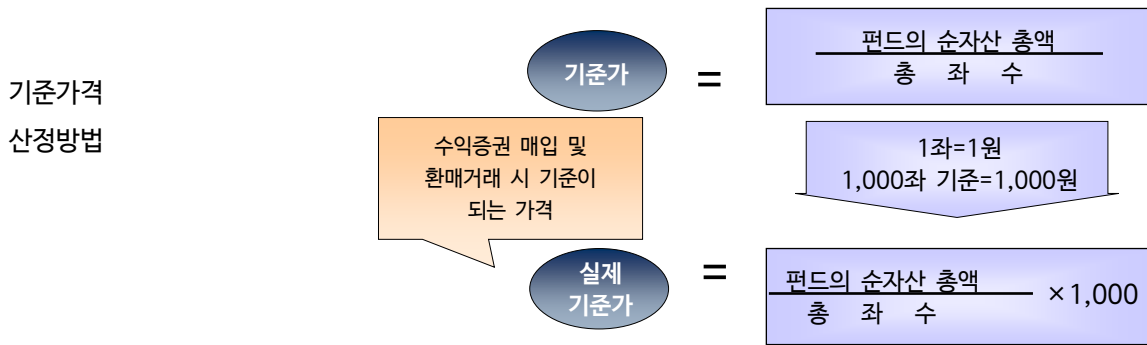 기준가격
산정방법
기준가
=
펀드의 순자산 총액
총 좌 수
수익증권 매입 및
환매거래 시 기준이
되는 가격
1좌=1원
1,000좌 기준=1,000원
실제
기준가
=
펀드의 순자산 총액
총 좌 수
×1,000